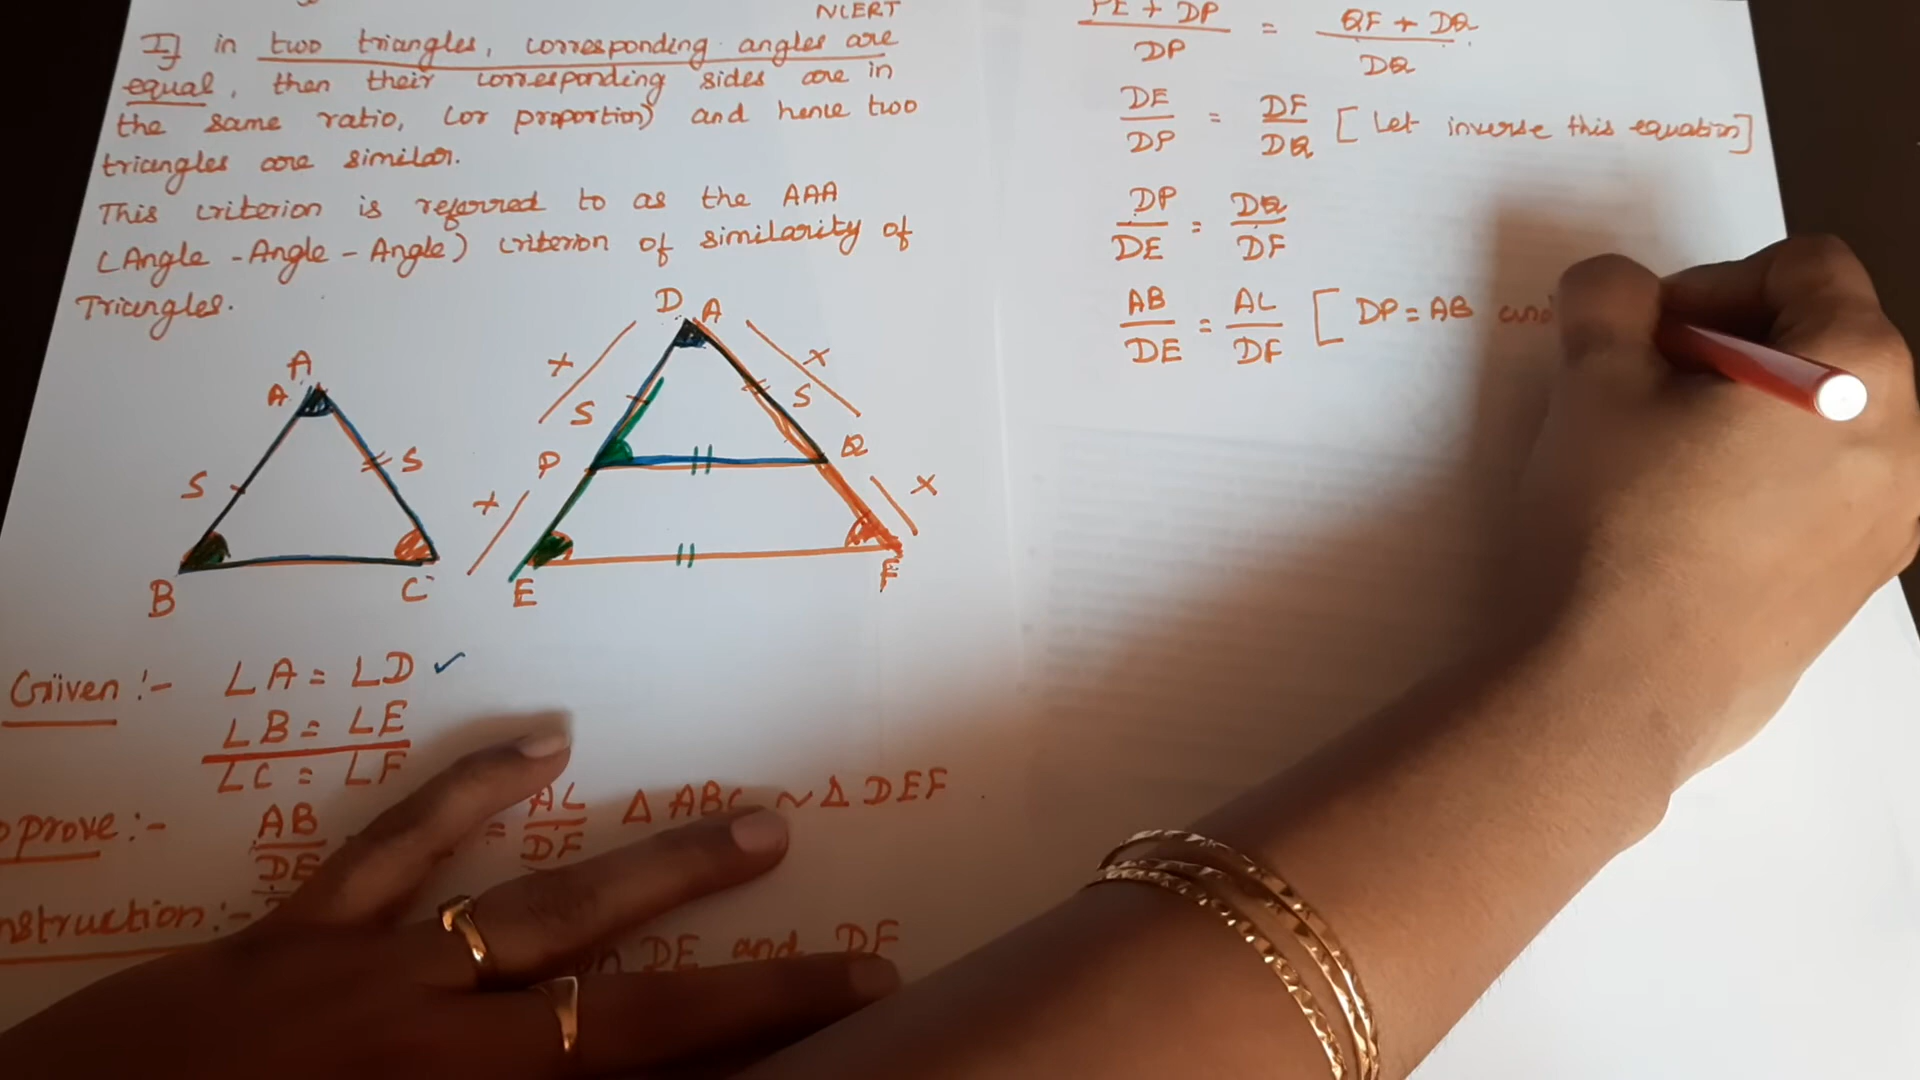 NCERT
If in two triangles, corresponding angles are
equal, then their corresponding sides are in
the same ratio, (or proportion) and hence two
triangles are similar.
This criterion is referred to as the AAA
(Angle - Angle - Angle) criterion of similarity of
Triangles.
A
A
S
S
B
C
D A
x
x
S
S
P
Q
x
x
E
F
Given :- ∠A = ∠D ✓
∠B = ∠E
∠C = ∠F
prove :- AB/DE = AC/DF Δ ABC ~ Δ DEF
nstruction :-
on DE and DF
PE + DP / DP = QF + DQ / DQ
DE/DP = DF/DQ [Let inverse this equation]
DP/DE = DQ/DF
AB/DE = AC/DF [DP = AB and